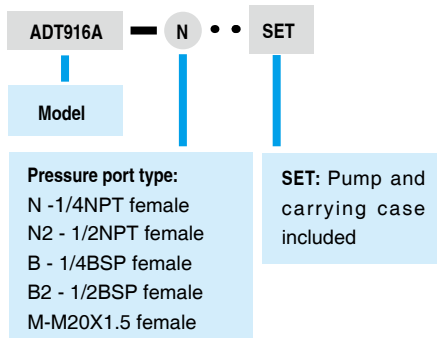 ADT916A — N • • SET
Model
Pressure port type:
N -1/4NPT female
N2 - 1/2NPT female
B - 1/4BSP female
B2 - 1/2BSP female
M-M20X1.5 female
SET: Pump and
carrying case
included